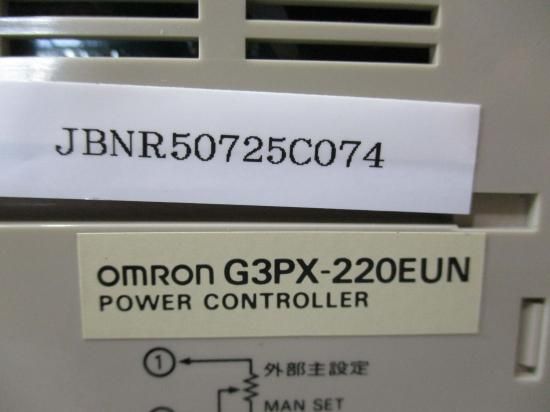 JBNR50725C074
omron G3PX-220EUN
POWER CONTROLLER
① 外部主設定
MAN SET